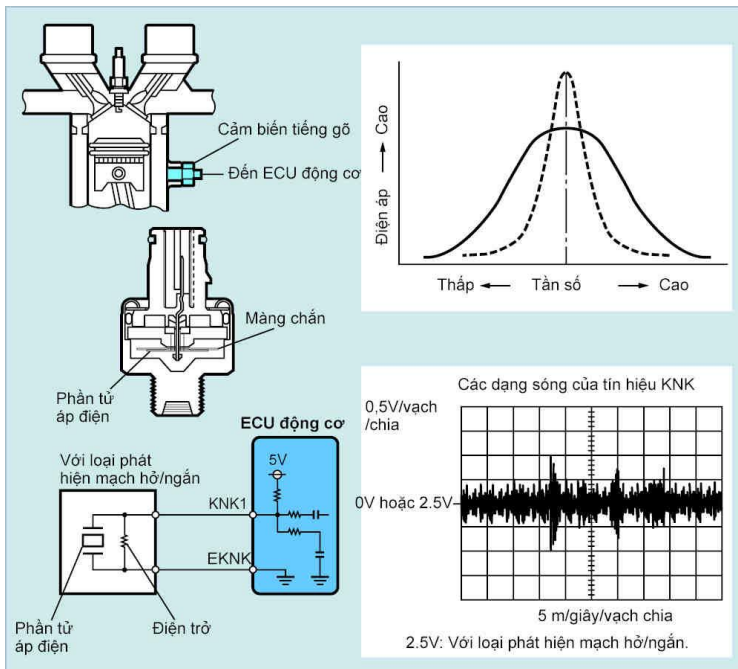 Cảm biến tiếng gõ
Đến ECU động cơ
Màng chắn
Phần tử
áp điện
Với loại phát
hiện mạch hở/ngắn
ECU động cơ
5V
KNK1
EKNK
Phần tử
áp điện
Điện trở
Điện áp → Cao
Thấp ← Tần số → Cao
Các dạng sóng của tín hiệu KNK
0,5V/vạch
/chia
0V hoặc 2.5V
5 m/giây/vạch chia
2.5V: Với loại phát hiện mạch hở/ngắn.